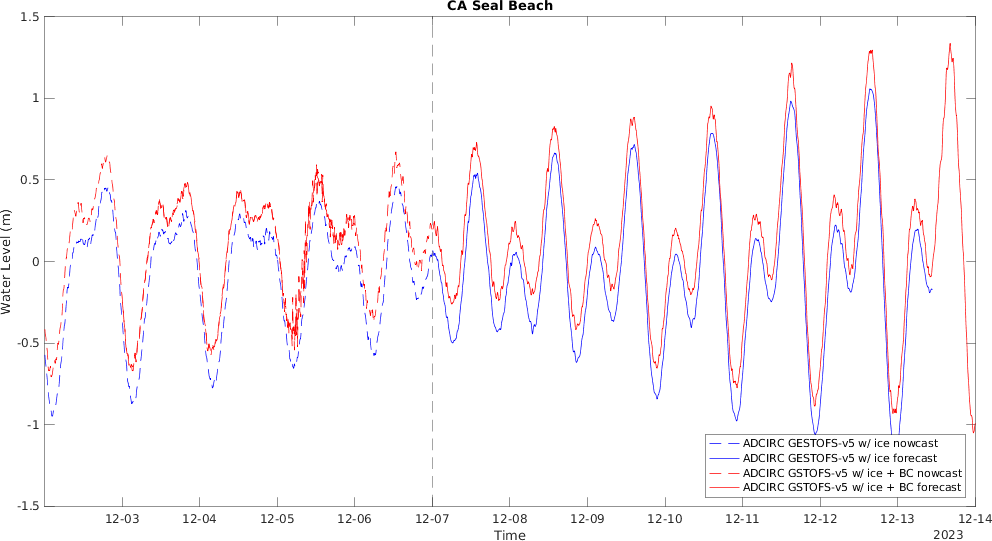 CA Seal Beach
1.5
1
0.5
0
-0.5
-1
-1.5
Water Level (m)
12-03 12-04 12-05 12-06 12-07 12-08 12-09 12-10 12-11 12-12 12-13 12-14
Time
2023
ADCIRC GESTOFS-v5 w/ ice nowcast
ADCIRC GESTOFS-v5 w/ ice forecast
ADCIRC GSTOFS-v5 w/ ice + BC nowcast
ADCIRC GSTOFS-v5 w/ ice + BC forecast